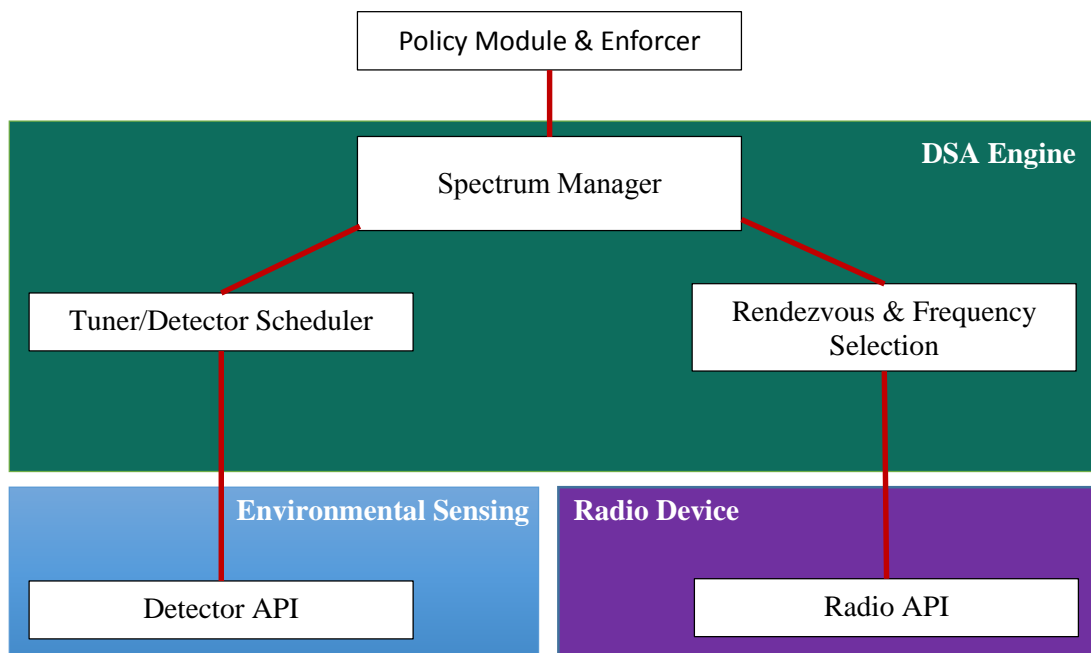 Policy Module & Enforcer
DSA Engine
Spectrum Manager
Tuner/Detector Scheduler
Rendezvous & Frequency
Selection
Environmental Sensing
Radio Device
Detector API
Radio API